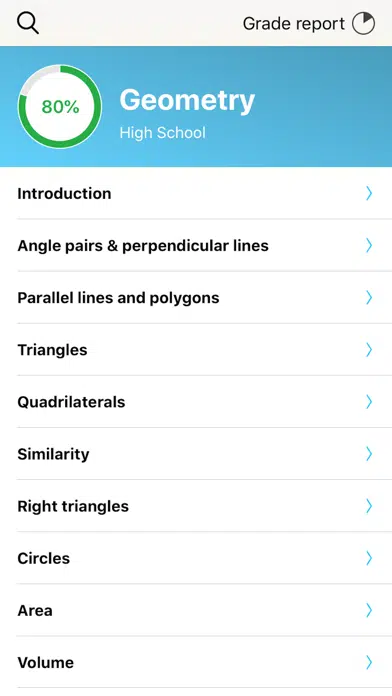 Grade report
80%
Geometry
High School
Introduction
Angle pairs & perpendicular lines
Parallel lines and polygons
Triangles
Quadrilaterals
Similarity
Right triangles
Circles
Area
Volume